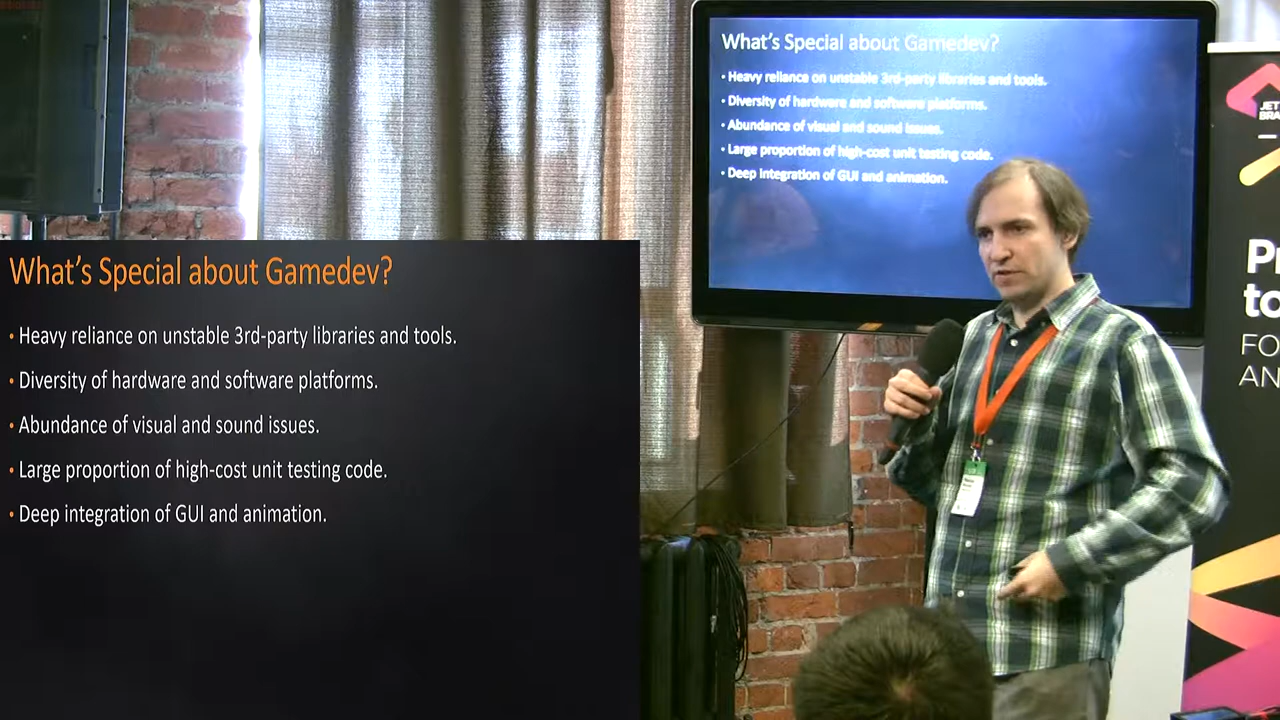 What's Special about Gamedev?
• Heavy reliance on unstable 3rd-party libraries and tools.
• Diversity of hardware and software platforms.
• Abundance of visual and sound issues.
• Large proportion of high-cost unit testing code.
• Deep integration of GUI and animation.
What's Special about Gamedev?
• Heavy reliance on unstable 3rd-party libraries and tools.
• Diversity of hardware and software platforms.
• Abundance of visual and sound issues.
• Large proportion of high-cost unit testing code.
• Deep integration of GUI and animation.
FO
AN